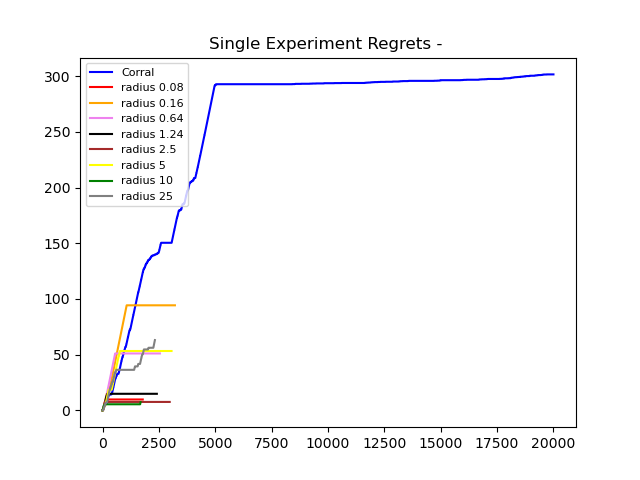 Single Experiment Regrets -
300
250
200
150
100
50
0
Corral
radius 0.08
radius 0.16
radius 0.64
radius 1.24
radius 2.5
radius 5
radius 10
radius 25
0 2500 5000 7500 10000 12500 15000 17500 20000